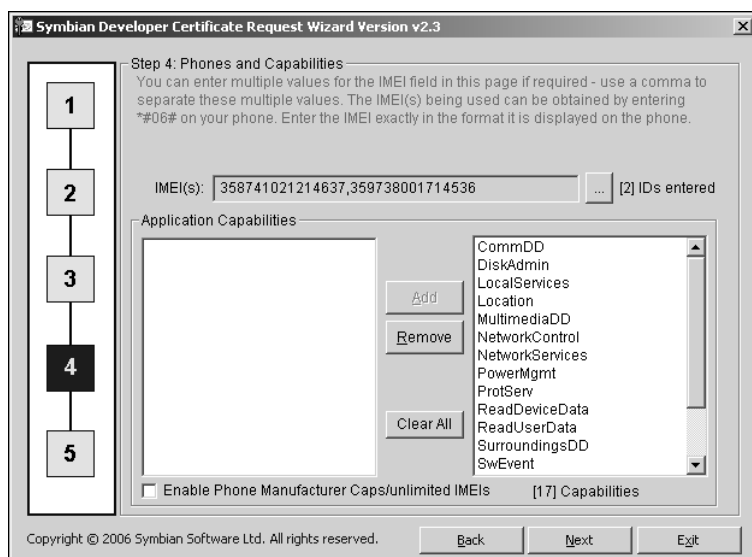 Symbian Developer Certificate Request Wizard Version v2.3
1
2
3
4
5
Step 4: Phones and Capabilities
You can enter multiple values for the IMEI field in this page if required - use a comma to
separate these multiple values. The IMEI(s) being used can be obtained by entering
*#06# on your phone. Enter the IMEI exactly in the format it is displayed on the phone.
IMEI(s): 358741021214637,359738001714536 ... [2] IDs entered
Application Capabilities
Add
Remove
Clear All
CommDD
DiskAdmin
LocalServices
Location
MultimediaDD
NetworkControl
NetworkServices
PowerMgmt
ProtServ
ReadDeviceData
ReadUserData
SurroundingsDD
SwEvent
Enable Phone Manufacturer Caps/unlimited IMEIs [17] Capabilities
Copyright © 2006 Symbian Software Ltd. All rights reserved. Back Next Exit